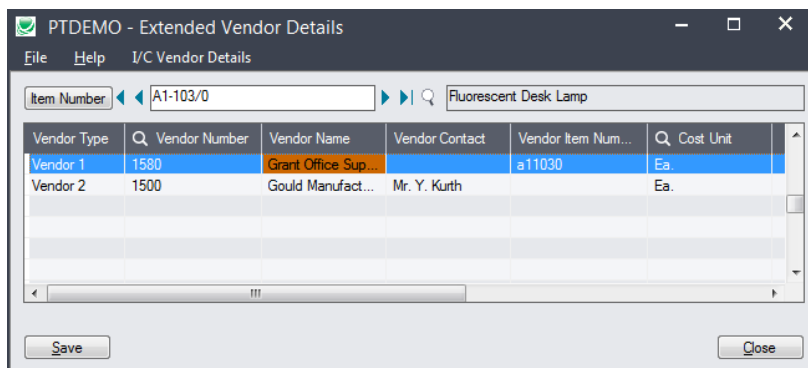 PTDEMO - Extended Vendor Details
File Help I/C Vendor Details
Item Number A1-103/0 Fluorescent Desk Lamp
Vendor Type Vendor Number Vendor Name Vendor Contact Vendor Item Num... Cost Unit
Vendor 1 1580 Grant Office Sup... a11030 Ea.
Vendor 2 1500 Gould Manufact... Mr. Y. Kurth Ea.
Save Close